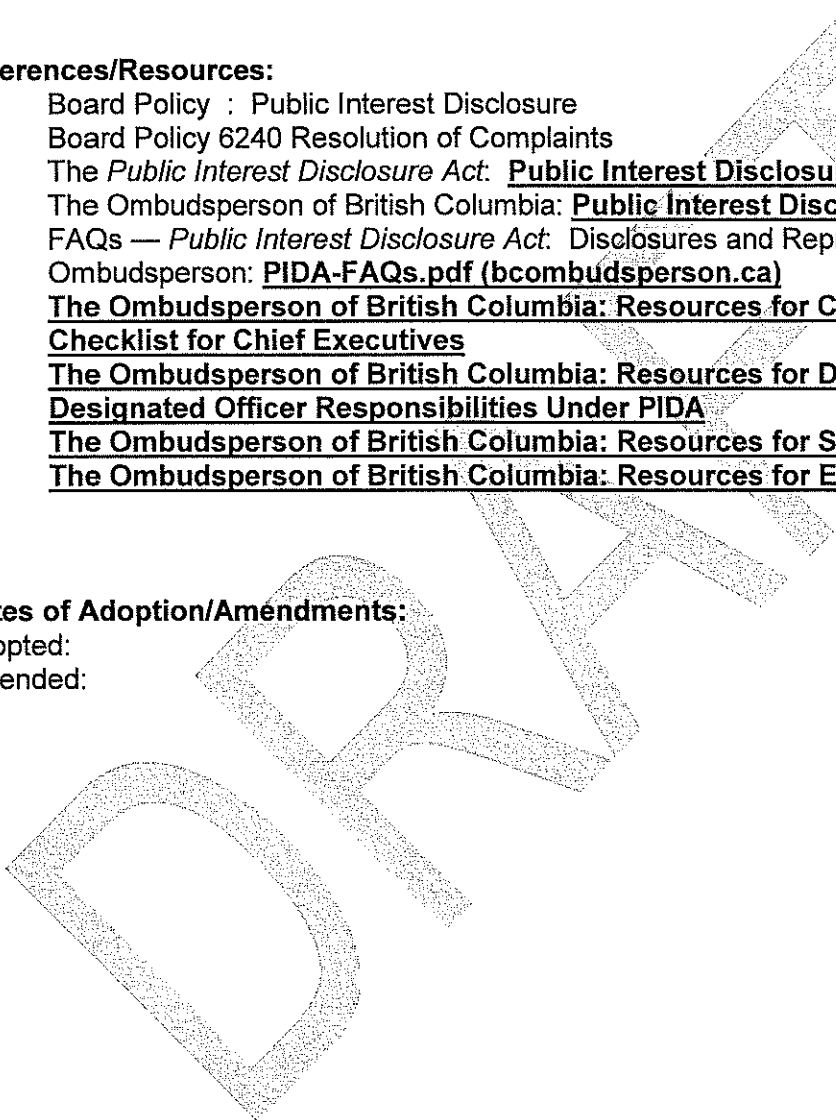 erences/Resources:
Board Policy : Public Interest Disclosure
Board Policy 6240 Resolution of Complaints
The Public Interest Disclosure Act: Public Interest Disclosu
The Ombudsperson of British Columbia: Public Interest Disc
FAQs — Public Interest Disclosure Act: Disclosures and Rep
Ombudsperson: PIDA-FAQs.pdf (bcombudsperson.ca)
The Ombudsperson of British Columbia: Resources for C
Checklist for Chief Executives
The Ombudsperson of British Columbia: Resources for D
Designated Officer Responsibilities Under PIDA
The Ombudsperson of British Columbia: Resources for S
The Ombudsperson of British Columbia: Resources for E
tes of Adoption/Amendments:
opted:
ended:
DRAFT